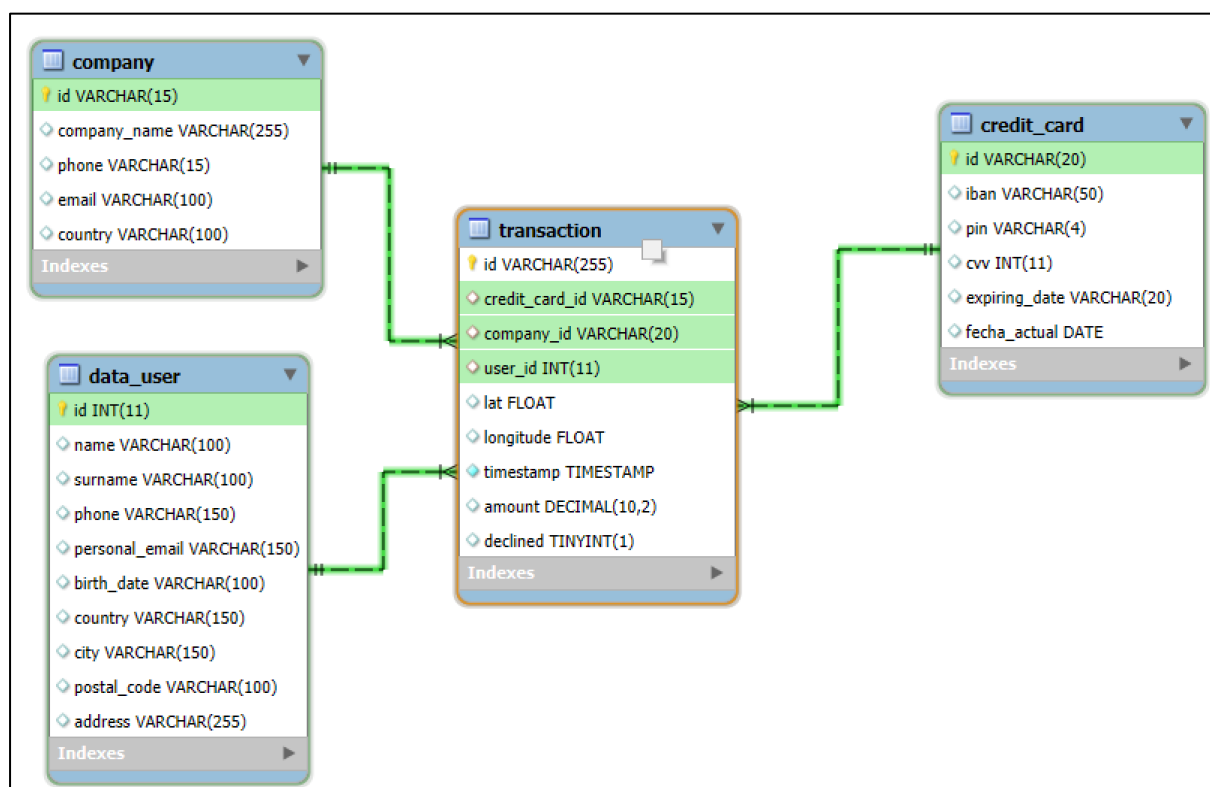 company
id VARCHAR(15)
company_name VARCHAR(255)
phone VARCHAR(15)
email VARCHAR(100)
country VARCHAR(100)
Indexes
data_user
id INT(11)
name VARCHAR(100)
surname VARCHAR(100)
phone VARCHAR(150)
personal_email VARCHAR(150)
birth_date VARCHAR(100)
country VARCHAR(150)
city VARCHAR(150)
postal_code VARCHAR(100)
address VARCHAR(255)
Indexes
transaction
id VARCHAR(255)
credit_card_id VARCHAR(15)
company_id VARCHAR(20)
user_id INT(11)
lat FLOAT
longitude FLOAT
timestamp TIMESTAMP
amount DECIMAL(10,2)
declined TINYINT(1)
Indexes
credit_card
id VARCHAR(20)
iban VARCHAR(50)
pin VARCHAR(4)
cvv INT(11)
expiring_date VARCHAR(20)
fecha_actual DATE
Indexes